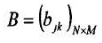 B = (b_{jk})_{N×M}